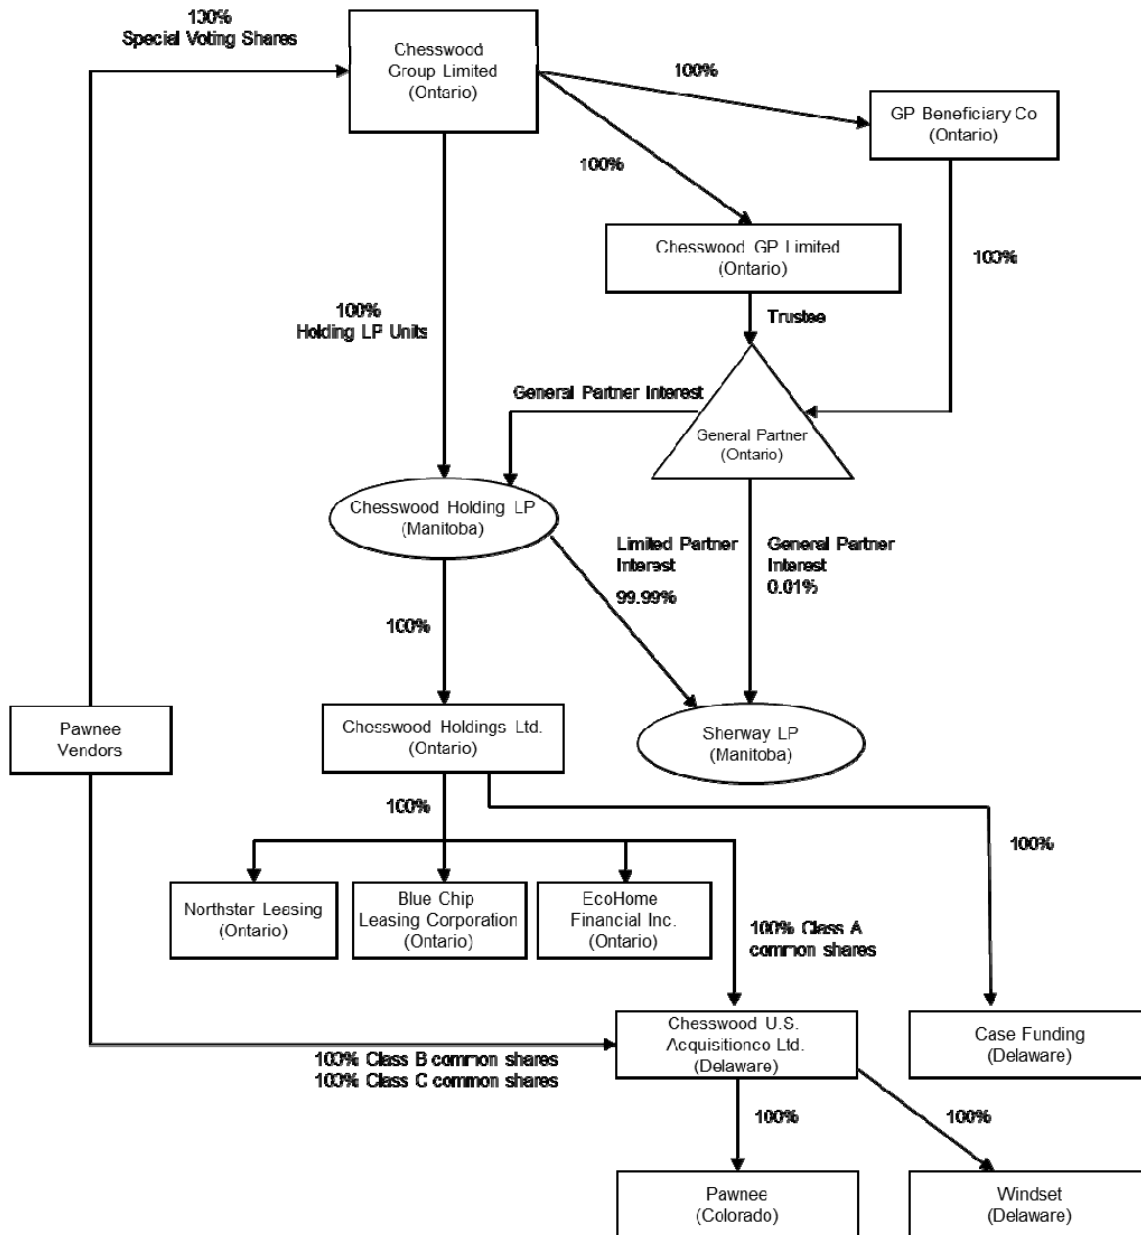 100%
Special Voting Shares
Chesswood
Group Limited
(Ontario)
100%
GP Beneficiary Co
(Ontario)
100%
Chesswood GP Limited
(Ontario)
100%
100%
Holding LP Units
Trustee
General Partner Interest
General Partner
(Ontario)
Chesswood Holding LP
(Manitoba)
Limited Partner
Interest
99.99%
General Partner
Interest
0.01%
100%
Pawnee
Vendors
Chesswood Holdings Ltd.
(Ontario)
Sherway LP
(Manitoba)
100%
100%
Northstar Leasing
(Ontario)
Blue Chip
Leasing Corporation
(Ontario)
EcoHome
Financial Inc.
(Ontario)
100% Class A
common shares
Chesswood U.S.
Acquisitionco Ltd.
(Delaware)
Case Funding
(Delaware)
100% Class B common shares
100% Class C common shares
100%
100%
Pawnee
(Colorado)
Windset
(Delaware)